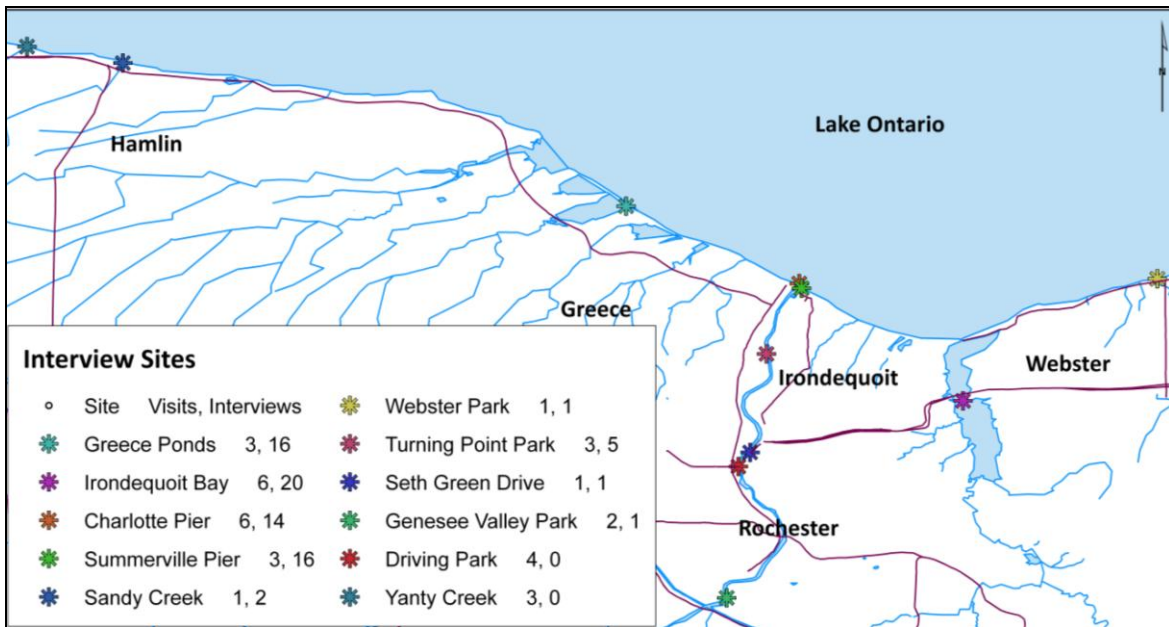 Lake Ontario
Hamlin
Greece
Irondequoit
Webster
Rochester
Interview Sites
Site Visits, Interviews
Greece Ponds 3, 16
Irondequoit Bay 6, 20
Charlotte Pier 6, 14
Summerville Pier 3, 16
Sandy Creek 1, 2
Webster Park 1, 1
Turning Point Park 3, 5
Seth Green Drive 1, 1
Genesee Valley Park 2, 1
Driving Park 4, 0
Yanty Creek 3, 0